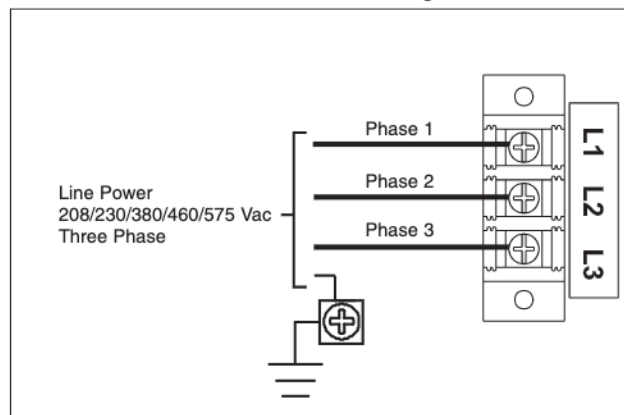 Phase 1
L1
Phase 2
L2
Line Power
208/230/380/460/575 Vac
Three Phase
Phase 3
L3